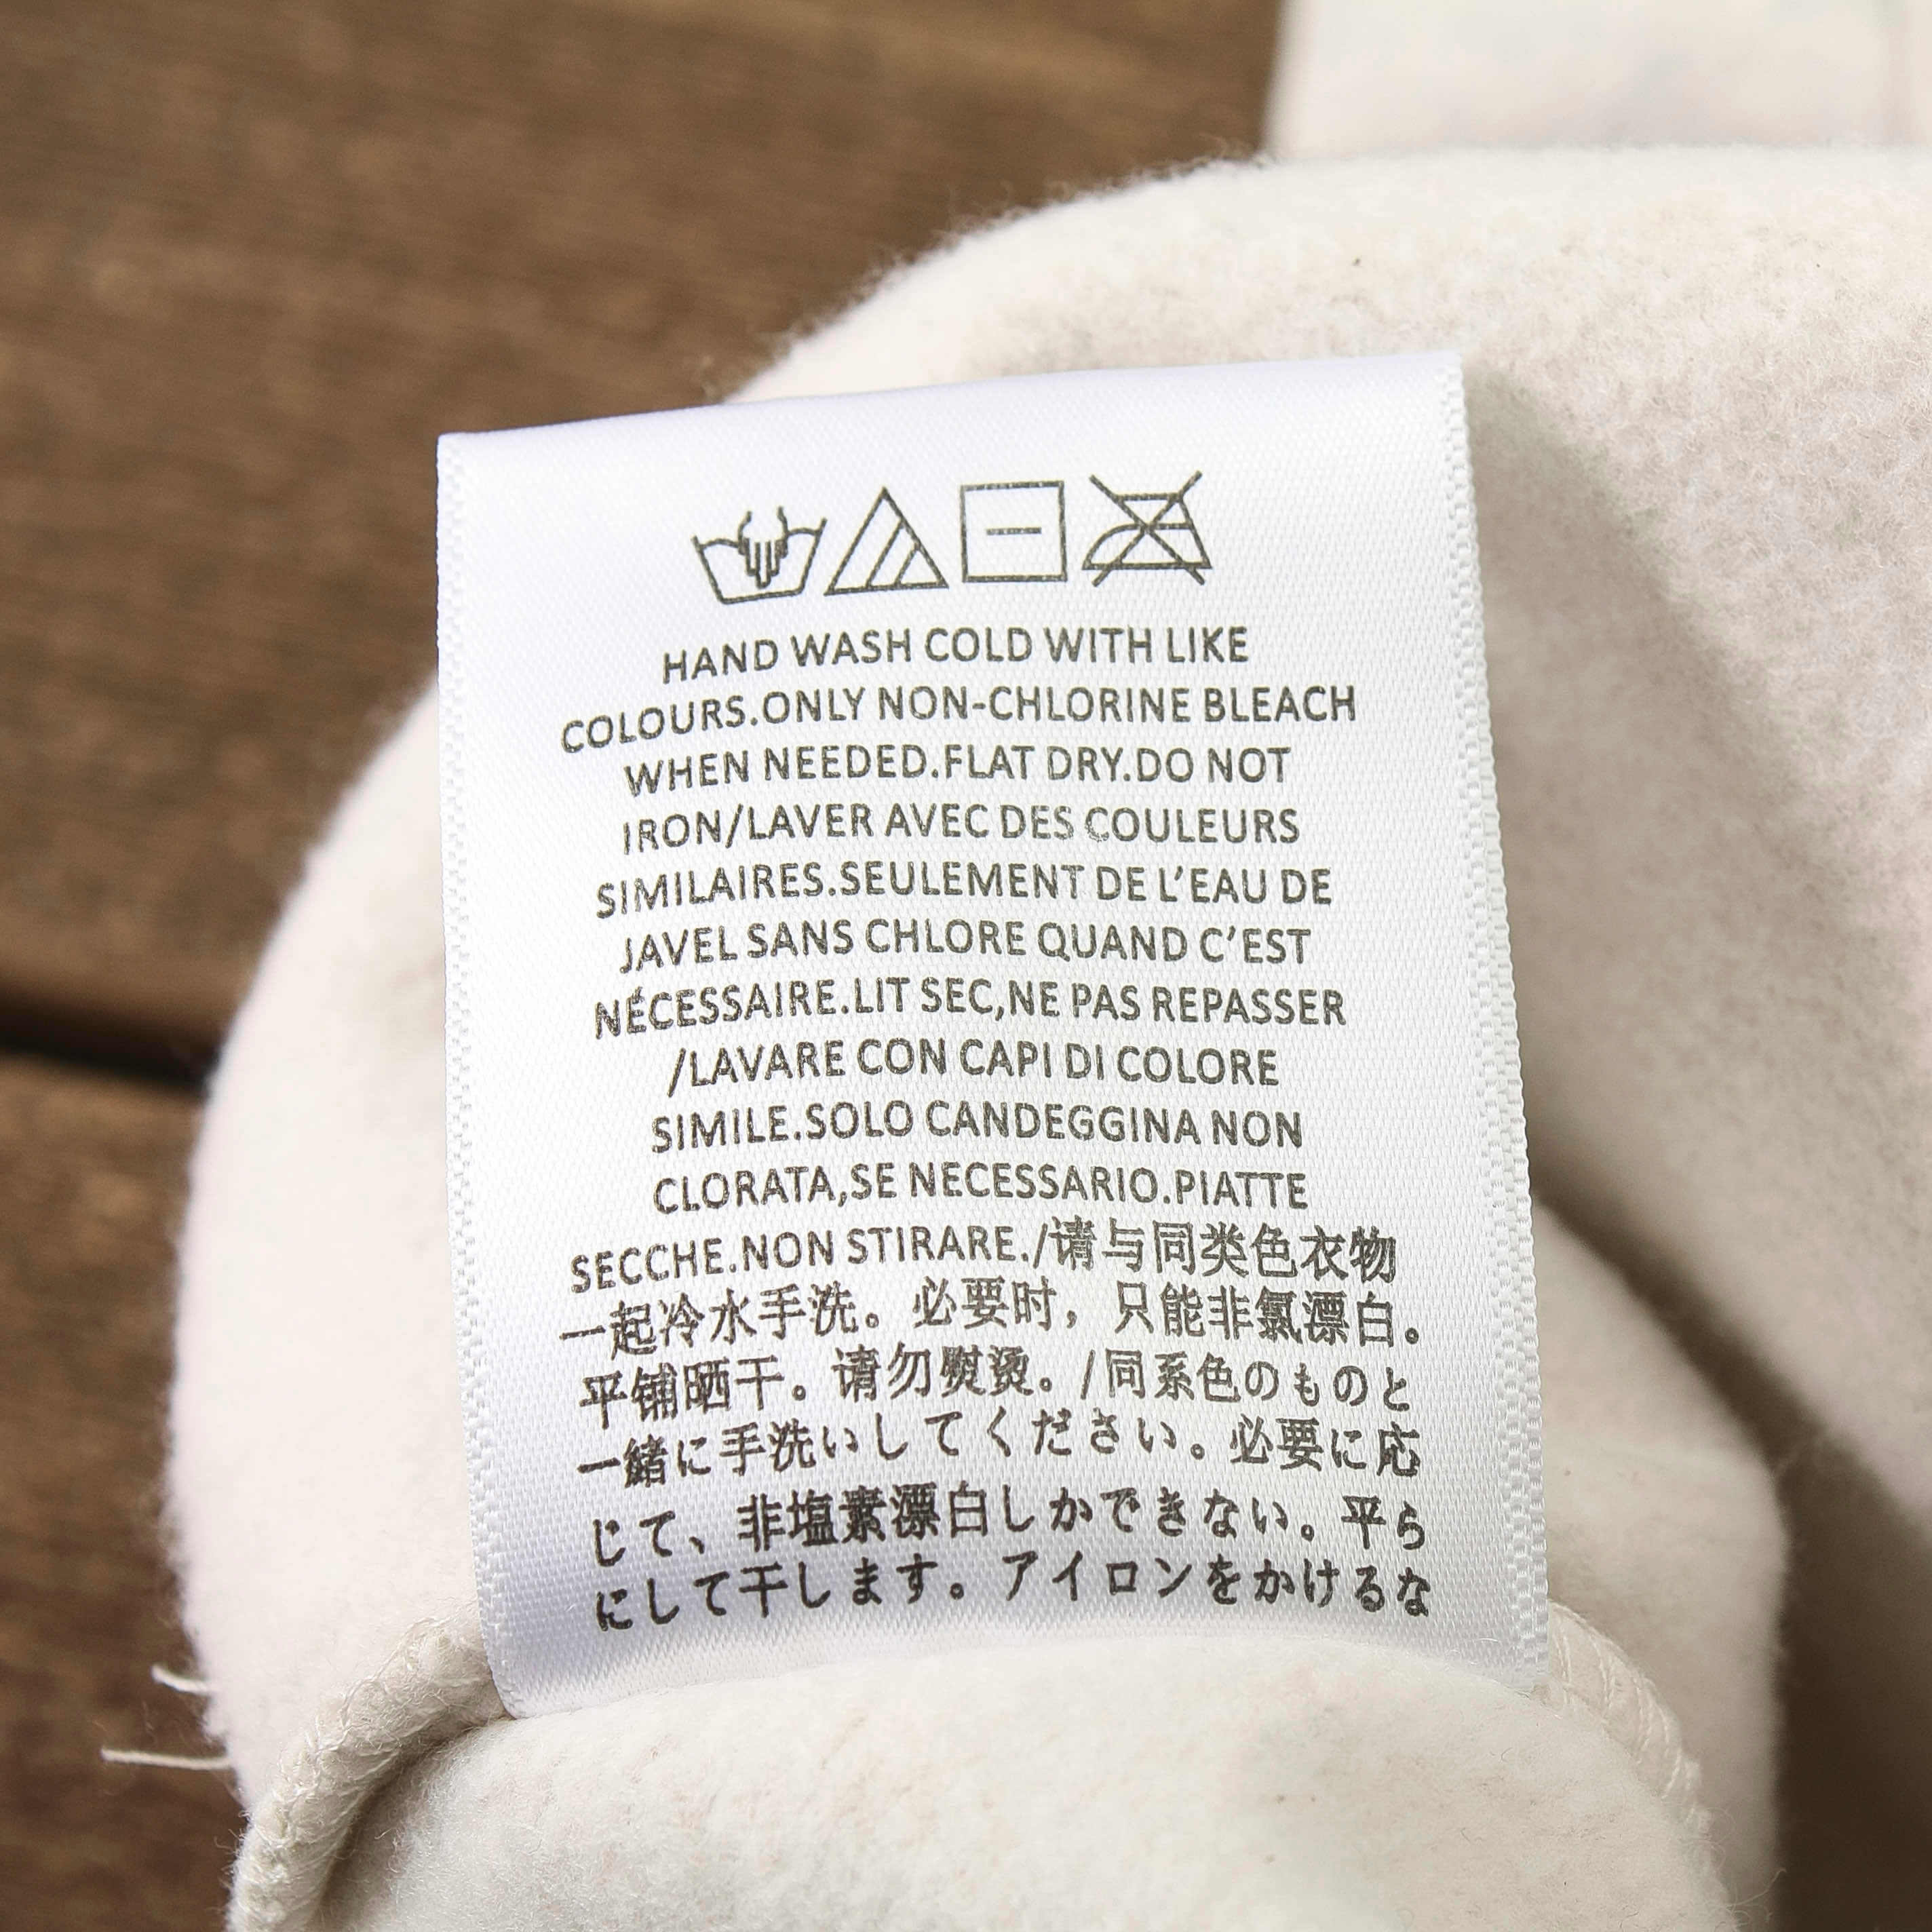 HAND WASH COLD WITH LIKE
COLOURS.ONLY NON-CHLORINE BLEACH
WHEN NEEDED.FLAT DRY.DO NOT
IRON/LAVER AVEC DES COULEURS
SIMILAIRES.SEULEMENT DE L'EAU DE
JAVEL SANS CHLORE QUAND C'EST
NÉCESSAIRE.LIT SEC,NE PAS REPASSER
/LAVARE CON CAPI DI COLORE
SIMILE.SOLO CANDEGGINA NON
CLORATA,SE NECESSARIO.PIATTE
SECCHE.NON STIRARE./请与同类色衣物
一起冷水手洗。必要时，只能非氯漂白。
平铺晒干。请勿熨烫。/同系色のものと
一緒に手洗いしてください。必要に応
じて、非塩素漂白しかできない。平ら
にして干します。アイロンをかけるな